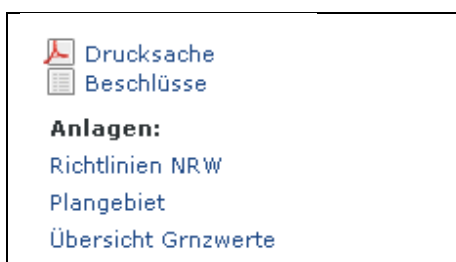 Drucksache
Beschlüsse
Anlagen:
Richtlinien NRW
Plangebiet
Übersicht Grnzwerte